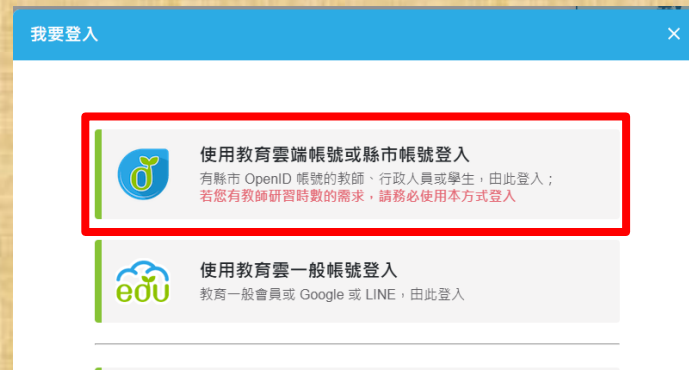 我要登入
使用教育雲端帳號或縣市帳號登入
有縣市 OpenID 帳號的教師、行政人員或學生，由此登入；
若您有教師研習時數的需求，請務必使用本方式登入
使用教育雲一般帳號登入
edu
教育一般會員或 Google 或 LINE，由此登入